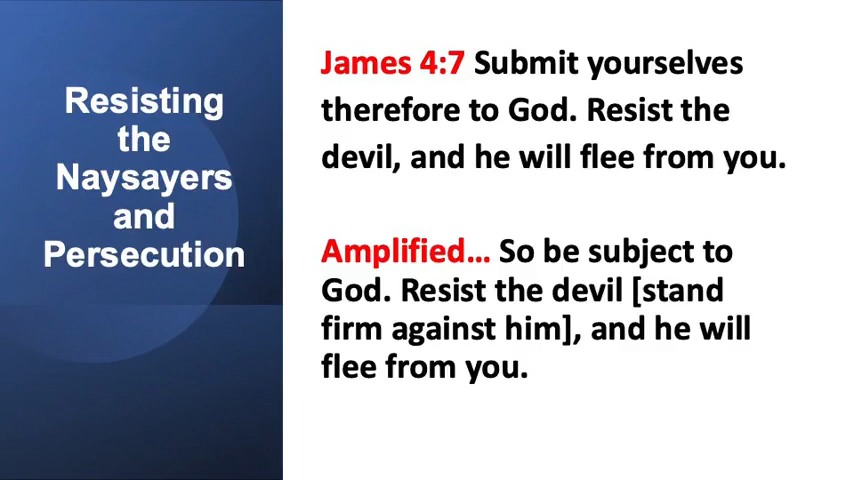 Resisting
the
Naysayers
and
Persecution
James 4:7 Submit yourselves
therefore to God. Resist the
devil, and he will flee from you.
Amplified... So be subject to
God. Resist the devil [stand
firm against him], and he will
flee from you.